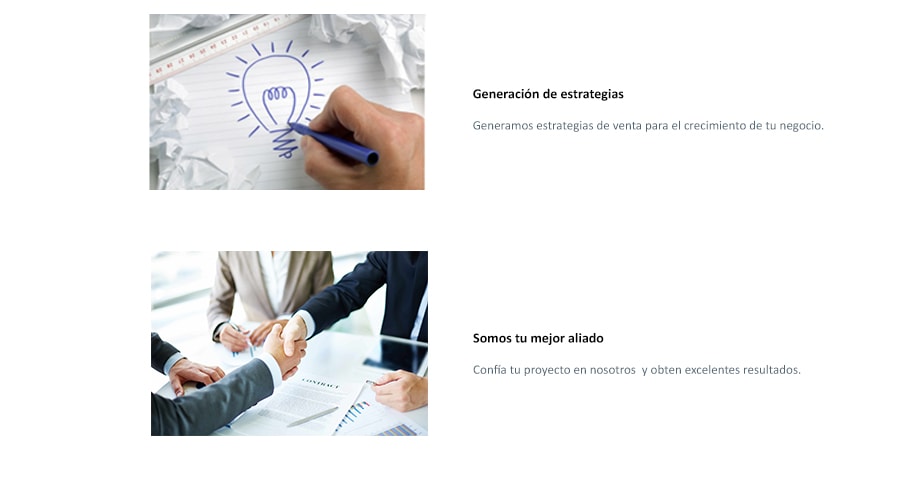 Generación de estrategias
Generamos estrategias de venta para el crecimiento de tu negocio.
CONTRACT
Somos tu mejor aliado
Confía tu proyecto en nosotros  y obten excelentes resultados.